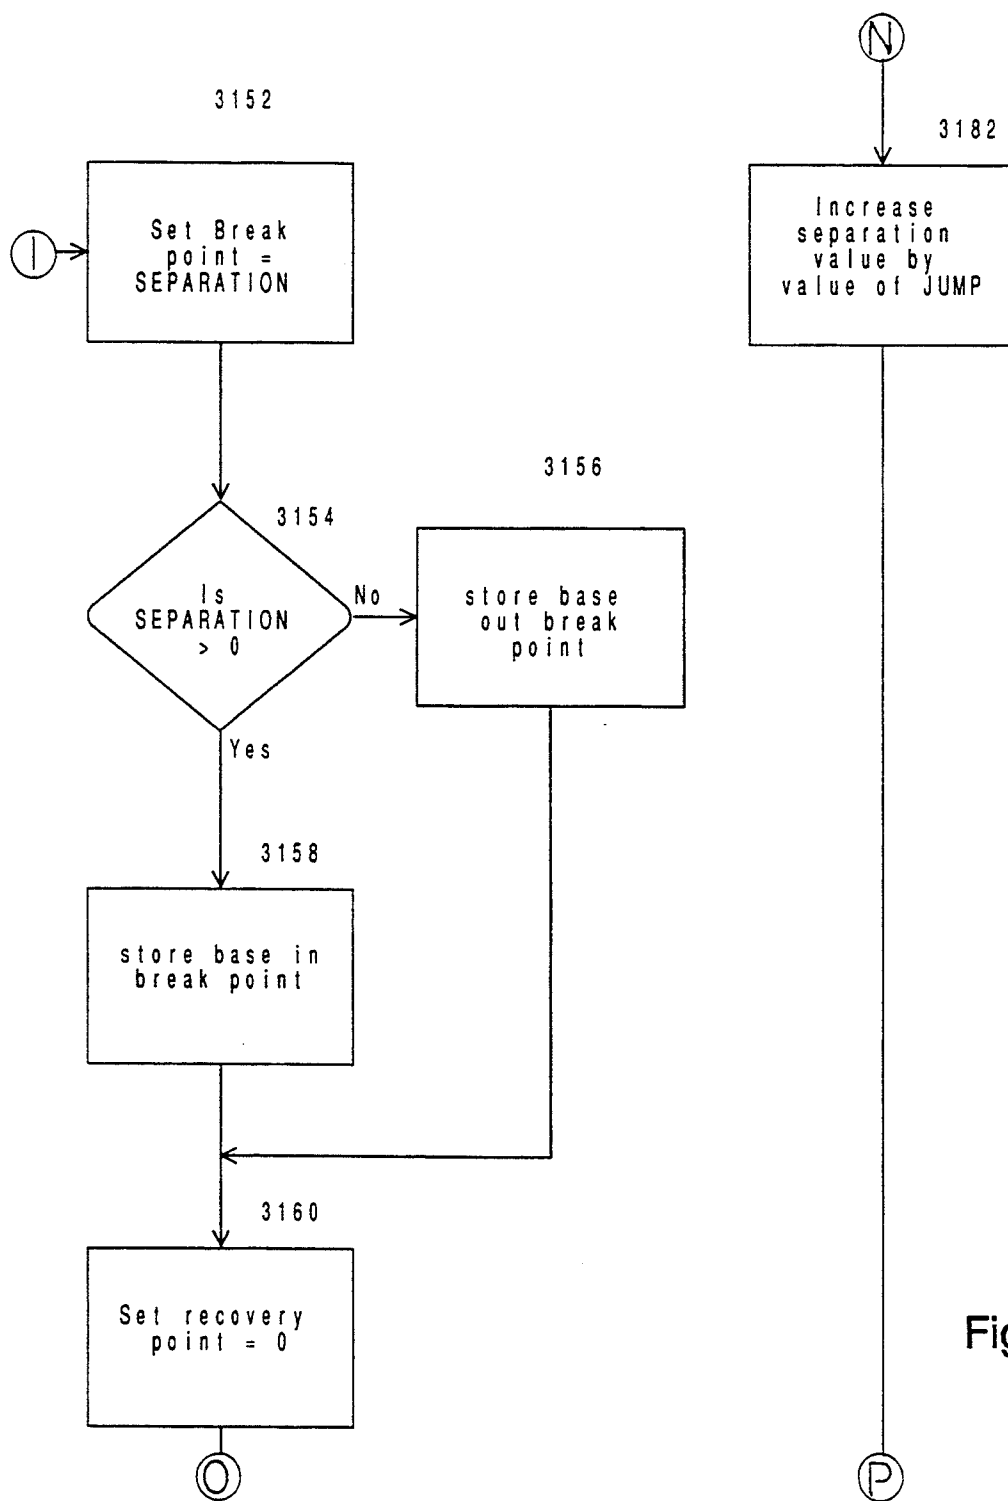 N
3152
3182
Set Break
point =
SEPARATION
I
Increase
separation
value by
value of JUMP
3156
3154
Is
SEPARATION
> 0
No
store base
out break
point
Yes
3158
store base in
break point
3160
Set recovery
point = 0
Fig
O
P